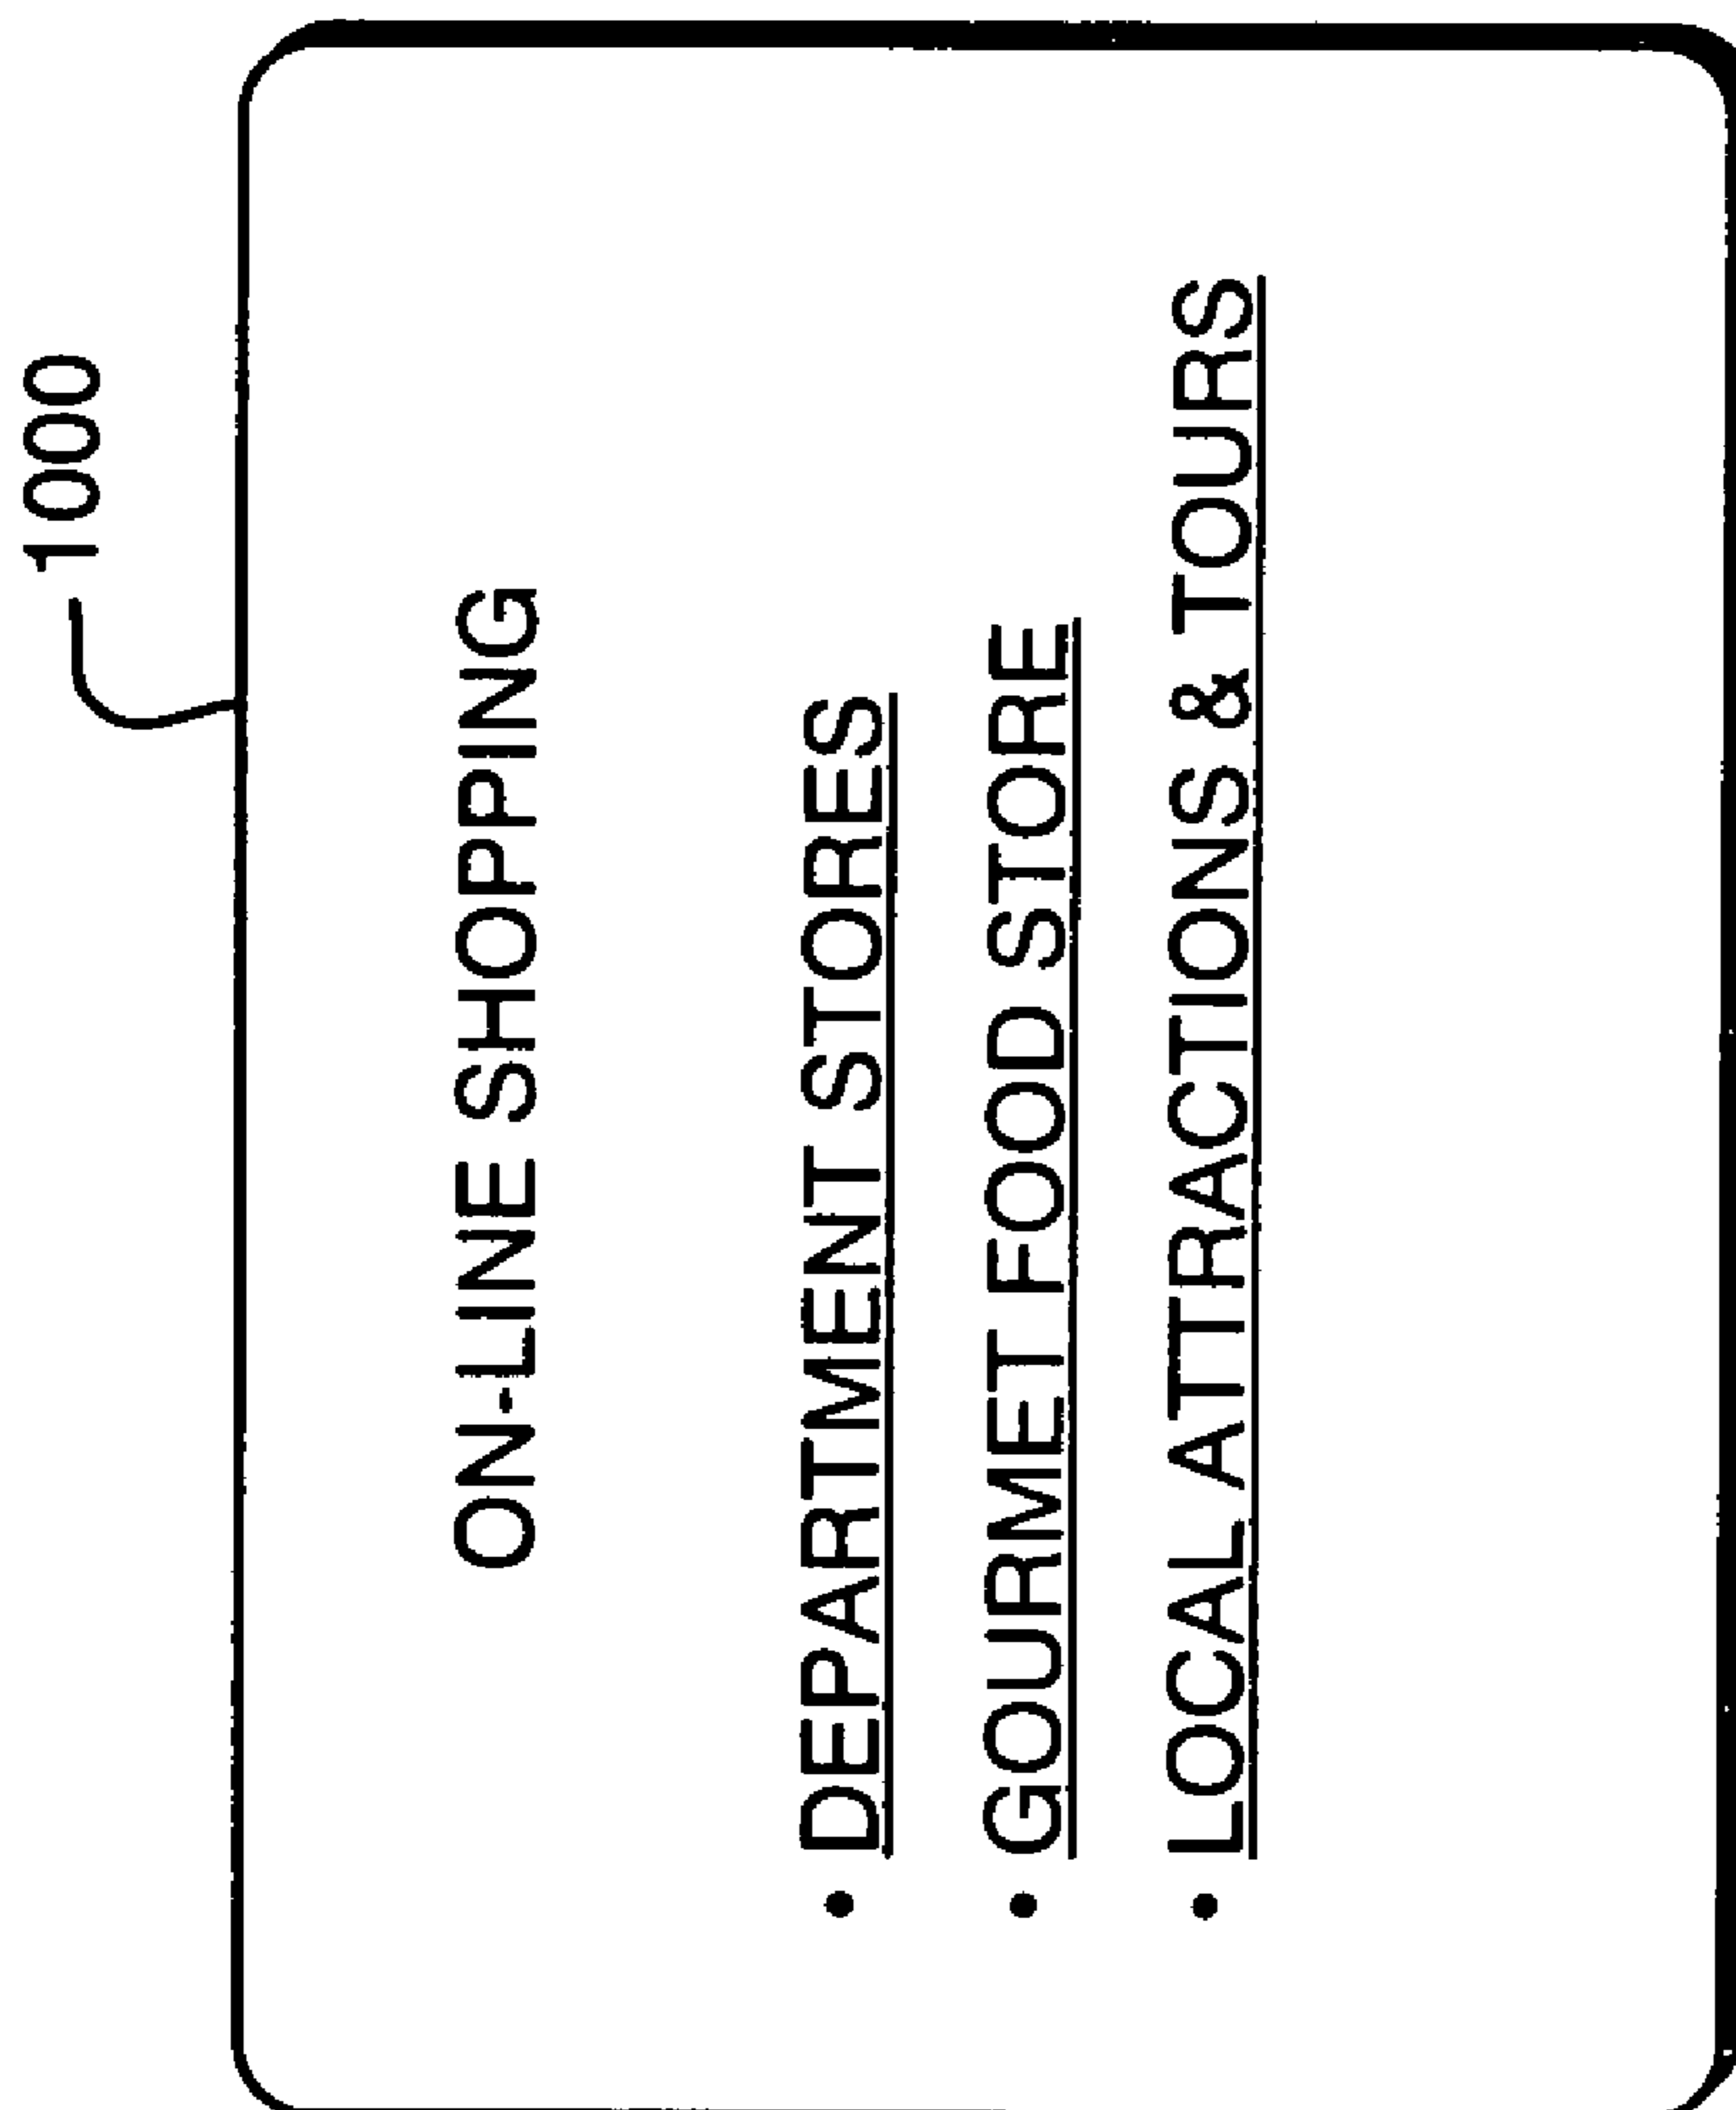 1000
ON-LINE SHOPPING
• DEPARTMENT STORES
• GOURMET FOOD STORE
• LOCAL ATTRACTIONS & TOURS